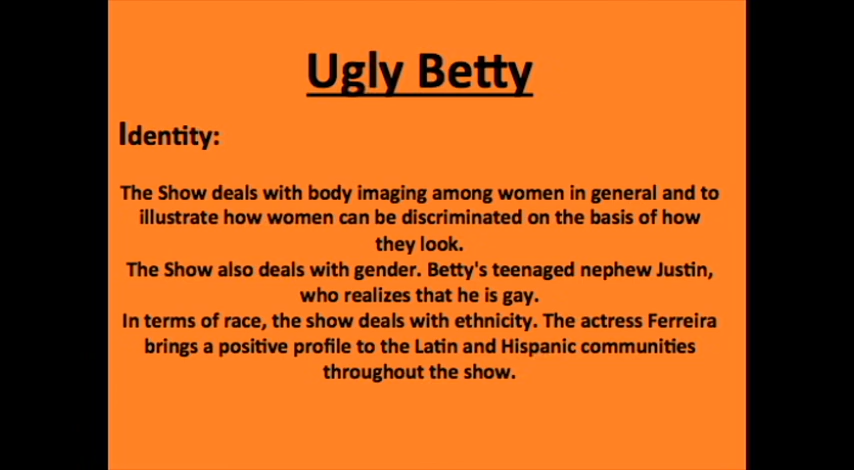 Ugly Betty
Identity:
The Show deals with body imaging among women in general and to
illustrate how women can be discriminated on the basis of how
they look.
The Show also deals with gender. Betty's teenaged nephew Justin,
who realizes that he is gay.
In terms of race, the show deals with ethnicity. The actress Ferreira
brings a positive profile to the Latin and Hispanic communities
throughout the show.